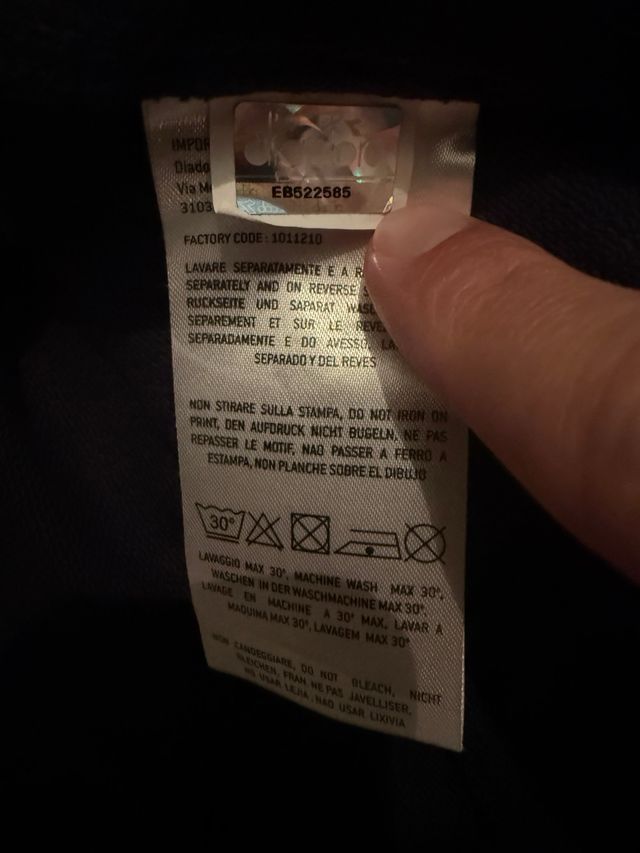 EB522585
IMPOR
Diado
Via M
3103
FACTORY CODE: 1011210
LAVARE SEPARATAMENTE E A R
SEPARATELY AND ON REVERSE S
RUCKSEITE UND SAPARAT WAS
SEPAREMENT ET SUR LE REVE
SEPARADAMENTE E DO AVESSO, LA
SEPARADO Y DEL REVES
NON STIRARE SULLA STAMPA, DO NOT IRON ON
PRINT, DEN AUFDRUCK NICHT BUGELN, NE PAS
REPASSER LE MOTIF, NAO PASSER A FERRO A
ESTAMPA, NON PLANCHE SOBRE EL DIBUJO
30°
LAVAGGIO MAX 30°, MACHINE WASH MAX 30°,
WASCHEN IN DER WASCHMACHINE MAX 30°,
LAVAGE EN MACHINE A 30° MAX, LAVAR A
MAQUINA MAX 30°, LAVAGEM MAX 30°
NON CANDEGGIARE, DO NOT BLEACH, NICHT
BLEICHEN, FRAN NE PAS JAVELLISER,
NO USAR LEJIA, NAO USAR LIXIVIA